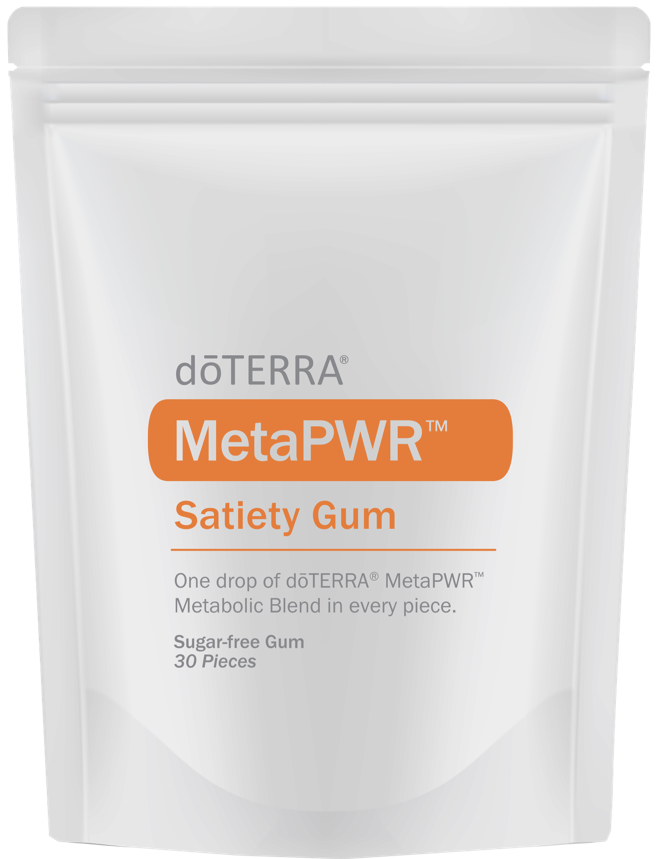 dōTERRA®
MetaPWR™
Satiety Gum
One drop of dōTERRA® MetaPWR™
Metabolic Blend in every piece.
Sugar-free Gum
30 Pieces